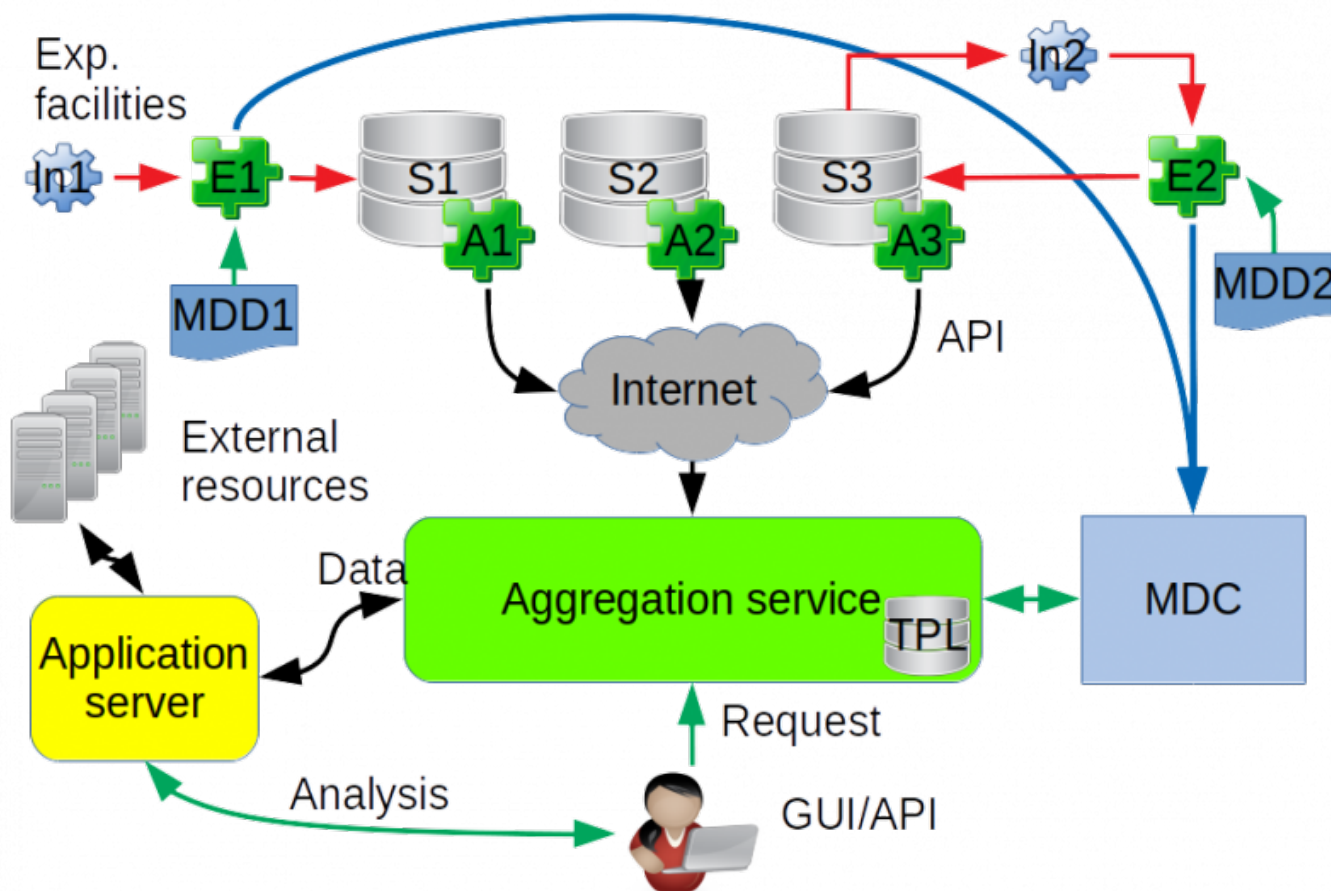 Exp.
facilities
In1
E1
S1
S2
S3
In2
E2
A1
A2
A3
MDD1
MDD2
API
Internet
External
resources
Data
Aggregation service
TPL
MDC
Application
server
Request
Analysis
GUI/API